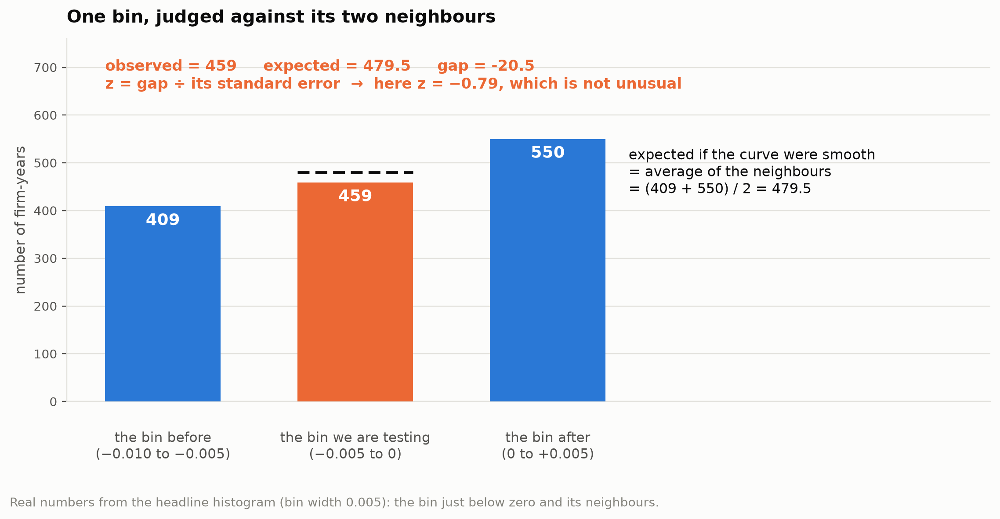 One bin, judged against its two neighbours
observed = 459 expected = 479.5 gap = -20.5
z = gap ÷ its standard error → here z = −0.79, which is not unusual
number of firm-years
700
600
500
400
300
200
100
0
409
459
550
expected if the curve were smooth
= average of the neighbours
= (409 + 550) / 2 = 479.5
the bin before
(−0.010 to −0.005)
the bin we are testing
(−0.005 to 0)
the bin after
(0 to +0.005)
Real numbers from the headline histogram (bin width 0.005): the bin just below zero and its neighbours.